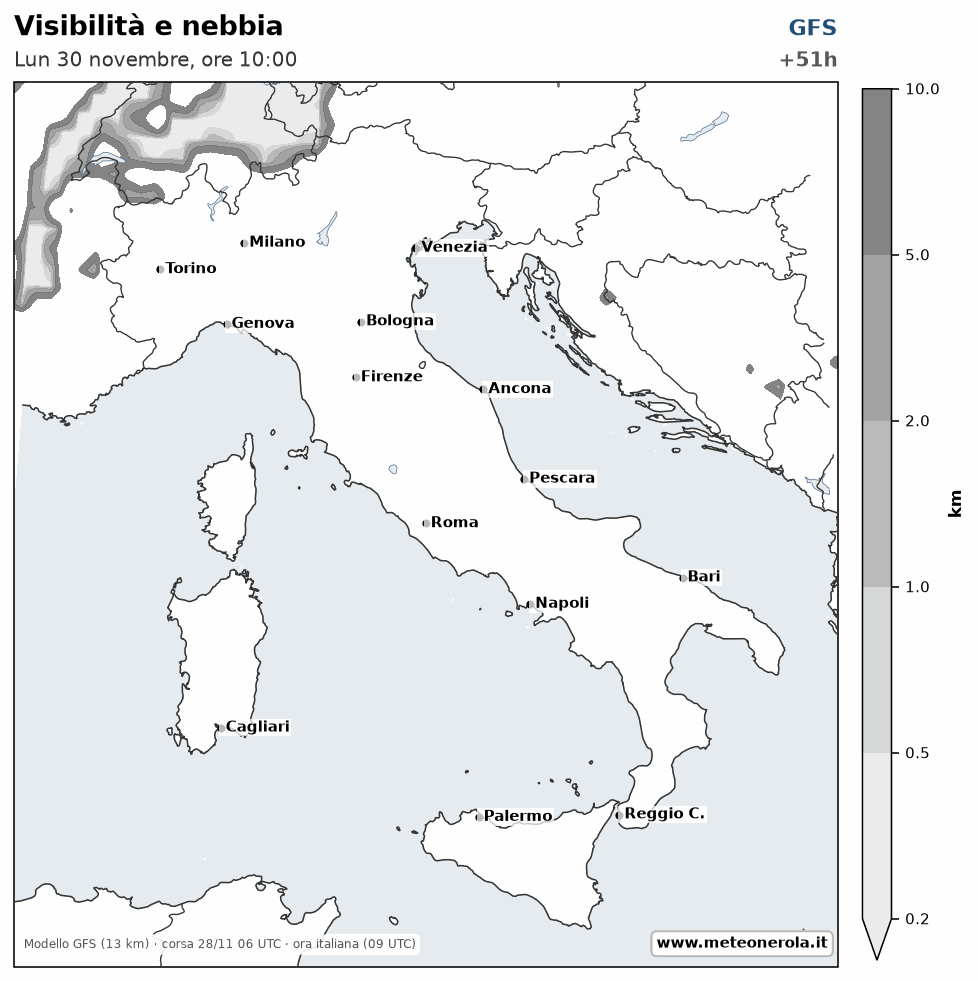 Visibilità e nebbia
GFS
Lun 30 novembre, ore 10:00
+51h
10.0
5.0
2.0
1.0
0.5
0.2
km
Milano
Venezia
Torino
Genova
Bologna
Firenze
Ancona
Pescara
Roma
Bari
Napoli
Cagliari
Palermo
Reggio C.
Modello GFS (13 km) · corsa 28/11 06 UTC · ora italiana (09 UTC)
www.meteonerola.it